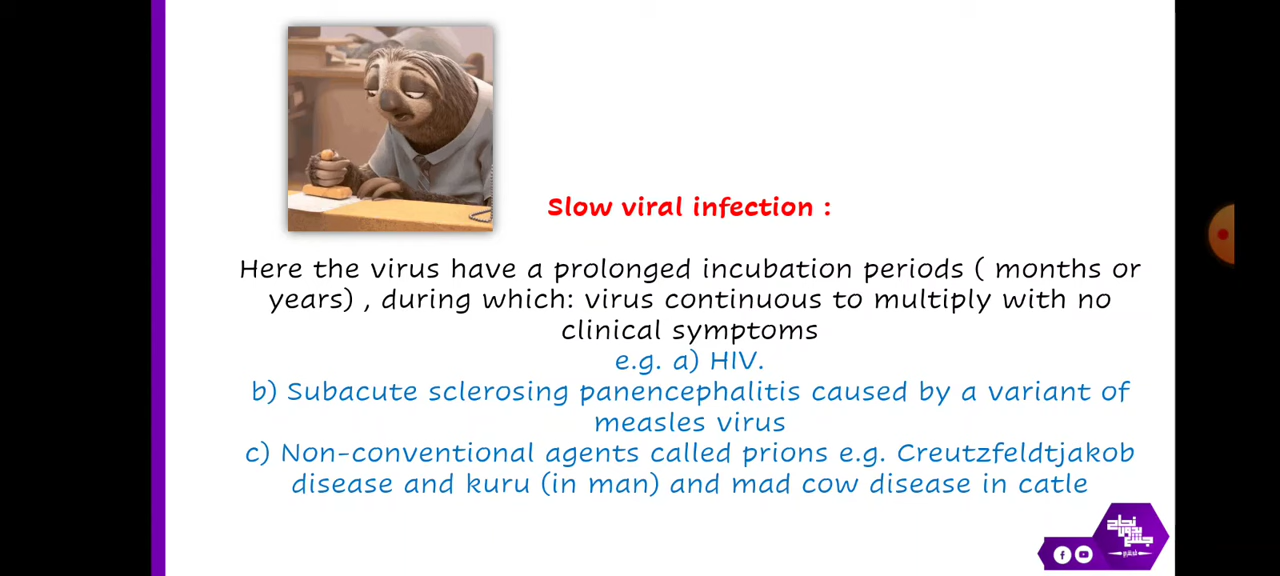 Slow viral infection :
Here the virus have a prolonged incubation periods ( months or
years) , during which: virus continuous to multiply with no
clinical symptoms
e.g. a) HIV.
b) Subacute sclerosing panencephalitis caused by a variant of
measles virus
c) Non-conventional agents called prions e.g. Creutzfeldtjakob
disease and kuru (in man) and mad cow disease in catle